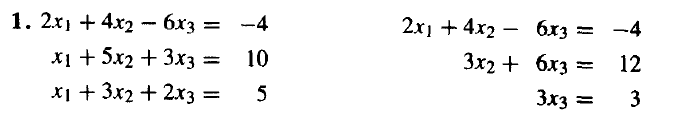 1. 2x₁ + 4x₂ − 6x₃ = −4    2x₁ + 4x₂ − 6x₃ = −4
x₁ + 5x₂ + 3x₃ = 10    3x₂ + 6x₃ = 12
x₁ + 3x₂ + 2x₃ = 5    3x₃ = 3